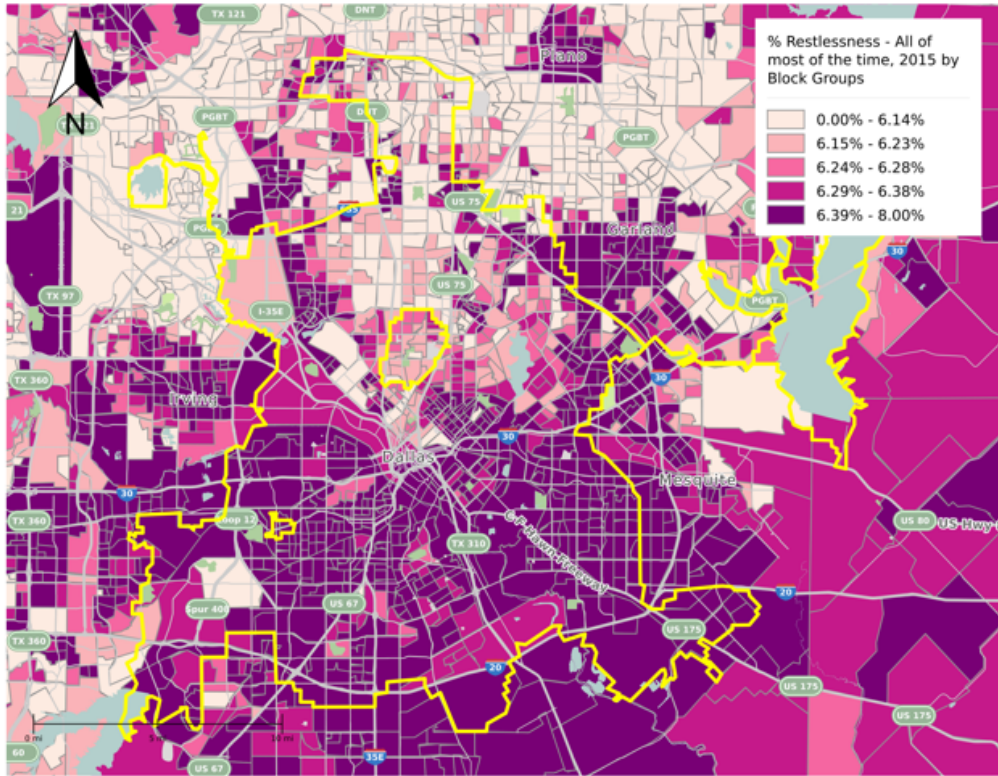 TX 121
DNT
Plano
% Restlessness - All of
most of the time, 2015 by
Block Groups
0.00% - 6.14%
6.15% - 6.23%
6.24% - 6.28%
6.29% - 6.38%
6.39% - 8.00%
N
21
PGBT
DNT
PGBT
21
US 75
PGBT
Garland
30
TX 97
I-35E
US 75
PGBT
TX 360
Irving
30
30
Dallas
Mesquite
30
TX 360
Loop 12
TX 310
C F Hawn Freeway
US 80
US Hwy
Spur 408
US 67
20
TX 360
US 175
20
US 175
US 175
0 mi
5 mi
10 mi
60
US 67
35E